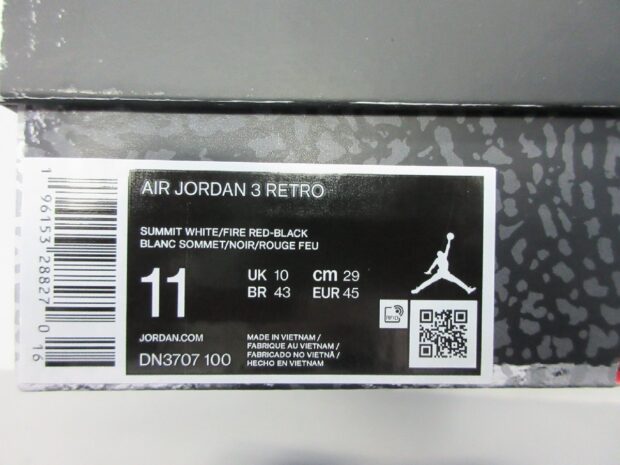 AIR JORDAN 3 RETRO
SUMMIT WHITE/FIRE RED-BLACK
BLANC SOMMET/NOIR/ROUGE FEU
11
UK 10 cm 29
BR 43 EUR 45
JORDAN.COM
DN3707 100
MADE IN VIETNAM /
FABRIQUE AU VIETNAM /
FABRICADO NO VIETNÃ /
HECHO EN VIETNAM
1 96153 28827 0 16